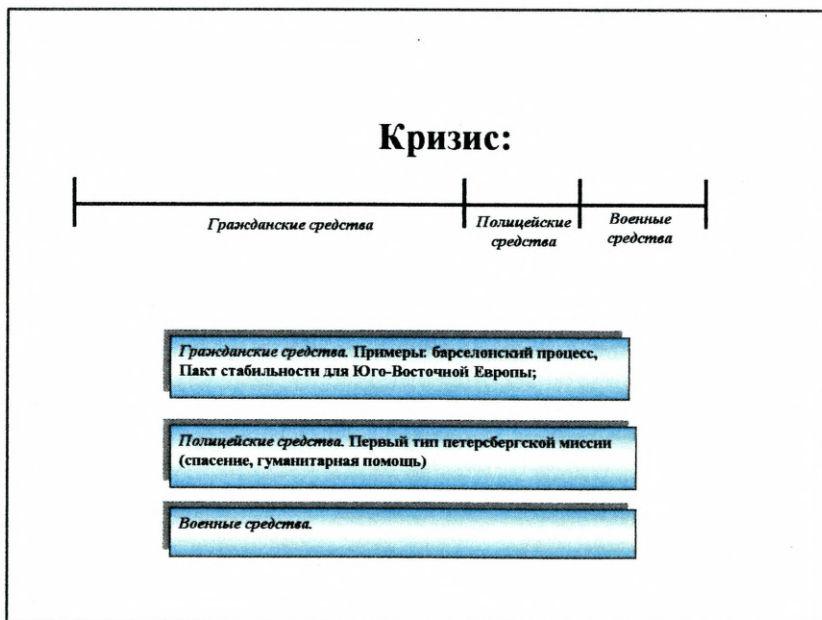 Кризис:
Гражданские средства
Полицейские
средства
Военные
средства
Гражданские средства. Примеры: барселонский процесс,
Пакт стабильности для Юго-Восточной Европы;
Полицейские средства. Первый тип петерсбергской миссии
(спасение, гуманитарная помощь)
Военные средства.